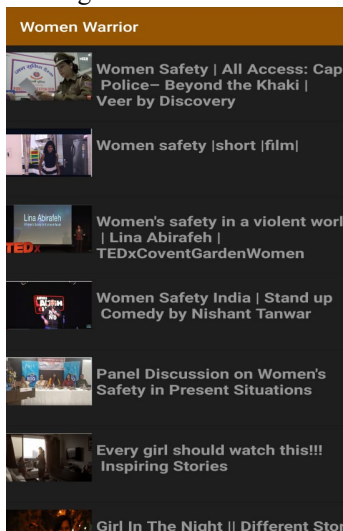 Women Warrior
Women Safety | All Access: Cap
Police– Beyond the Khaki |
Veer by Discovery
Women safety |short |film|
Lina Abirafeh
TEDx
Women's safety in a violent worl
| Lina Abirafeh |
TEDxCoventGardenWomen
Women Safety India | Stand up
Comedy by Nishant Tanwar
Panel Discussion on Women's
Safety in Present Situations
Every girl should watch this!!!
Inspiring Stories
Girl In The Night || Different Stor